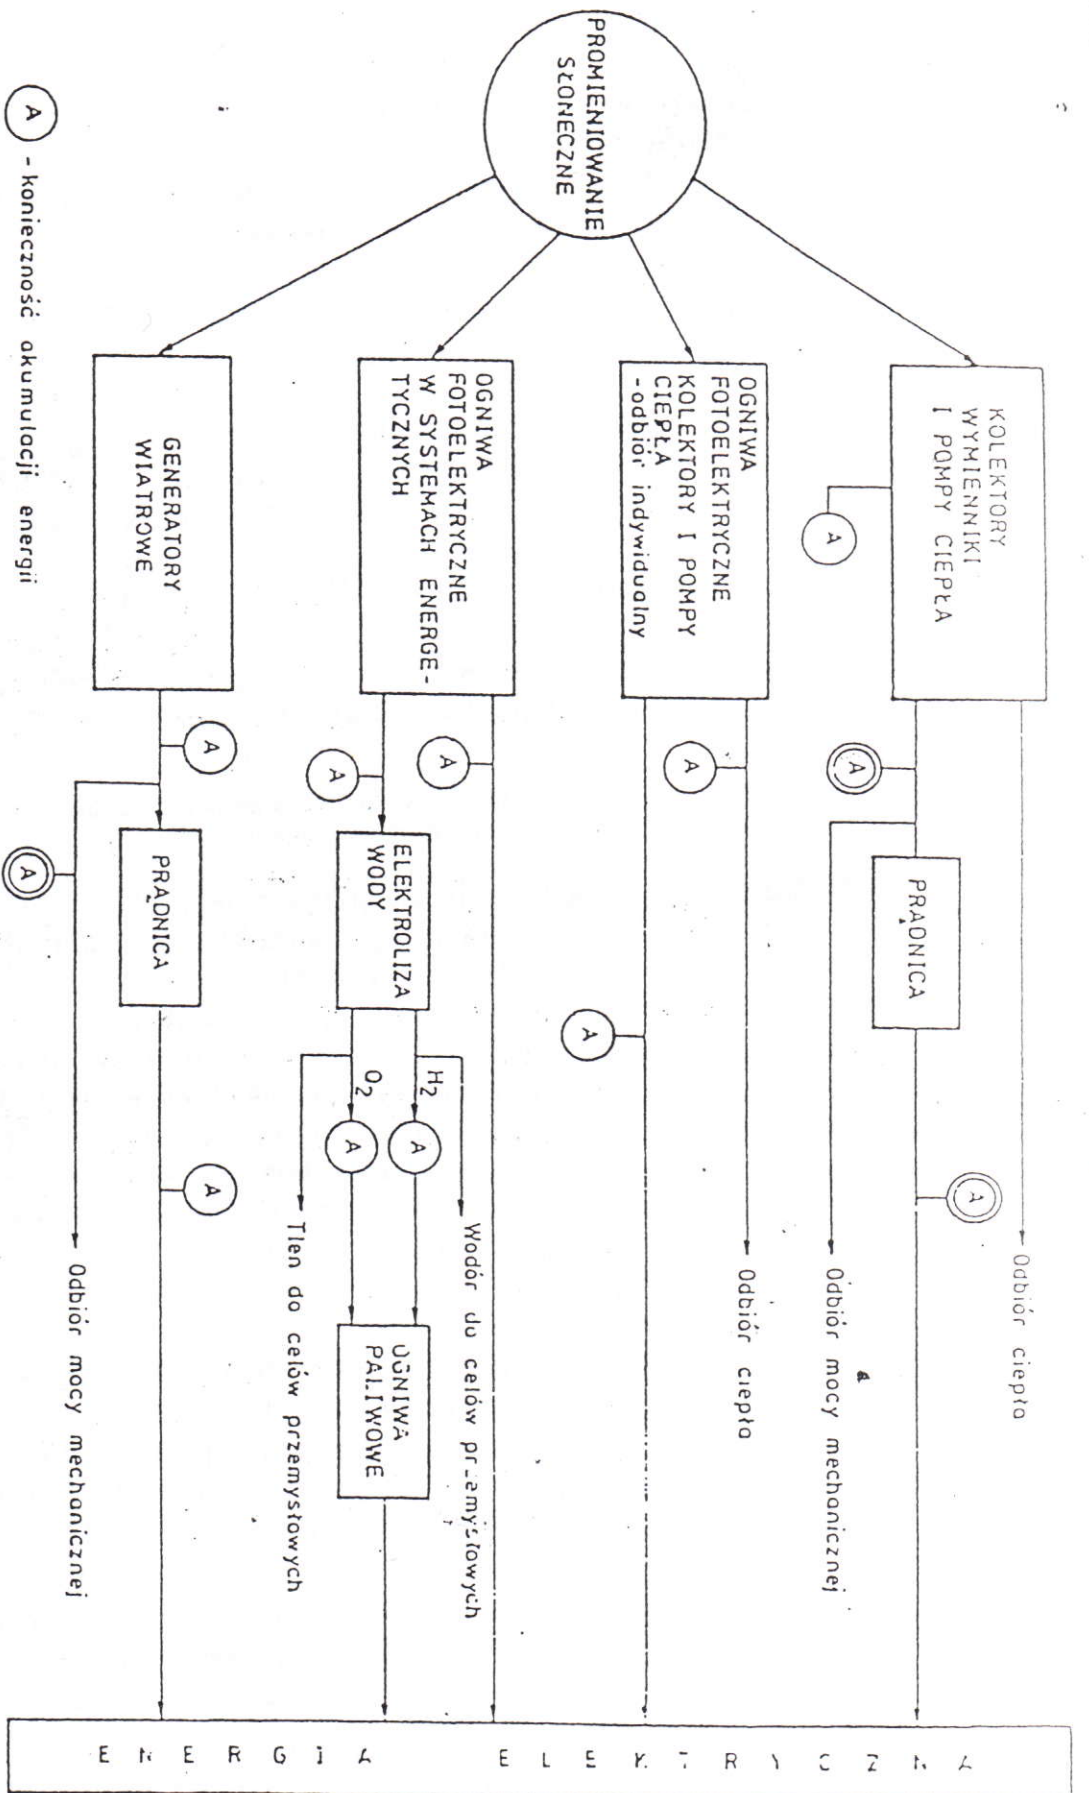 PROMIENIOWANIE
SŁONECZNE
KOLEKTORY
WYMIENNIKI
I POMPY CIEPŁA
A
A
PRĄDNICA
A
Odbiór ciepła
Odbiór mocy mechanicznej
OGNIWA
FOTOELEKTRYCZNE
KOLEKTORY I POMPY
CIEPŁA
-odbiór indywidualny
A
A
Odbiór ciepła
OGNIWA
FOTOELEKTRYCZNE
W SYSTEMACH ENERGE-
TYCZNYCH
A
A
ELEKTROLIZA
WODY
H2
O2
A
A
Wodór do celów przemysłowych
Tlen do celów przemysłowych
OGNIWA
PALIWOWE
GENERATORY
WIATROWE
A
A
PRĄDNICA
A
Odbiór mocy mechanicznej
ENERGIA ELEKTRYCZNA
A - konieczność akumulacji energii